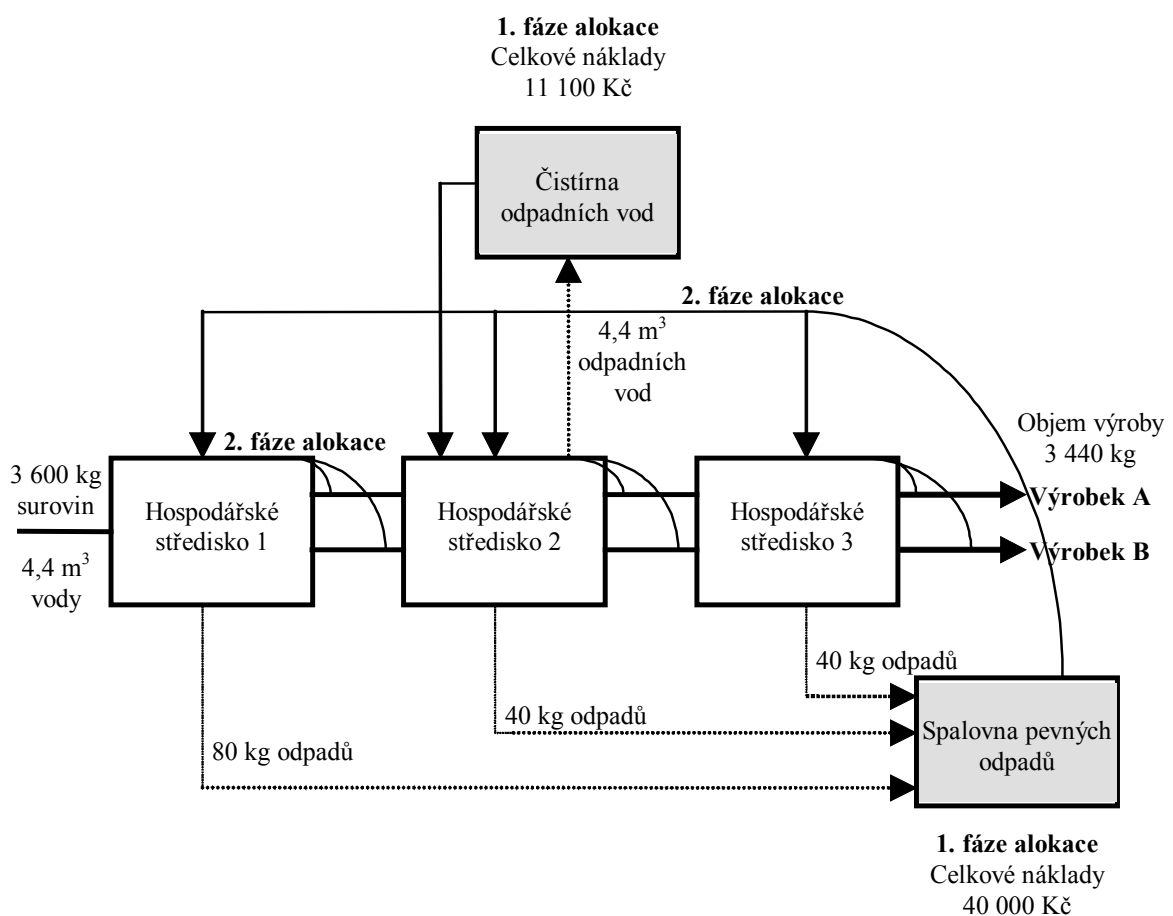 1. fáze alokace
Celkové náklady
11 100 Kč
Čistírna
odpadních vod
2. fáze alokace
4,4 m³
odpadních
vod
2. fáze alokace
Objem výroby
3 440 kg
3 600 kg
surovin
4,4 m³
vody
Hospodářské
středisko 1
Hospodářské
středisko 2
Hospodářské
středisko 3
Výrobek A
Výrobek B
40 kg odpadů
40 kg odpadů
80 kg odpadů
Spalovna pevných
odpadů
1. fáze alokace
Celkové náklady
40 000 Kč